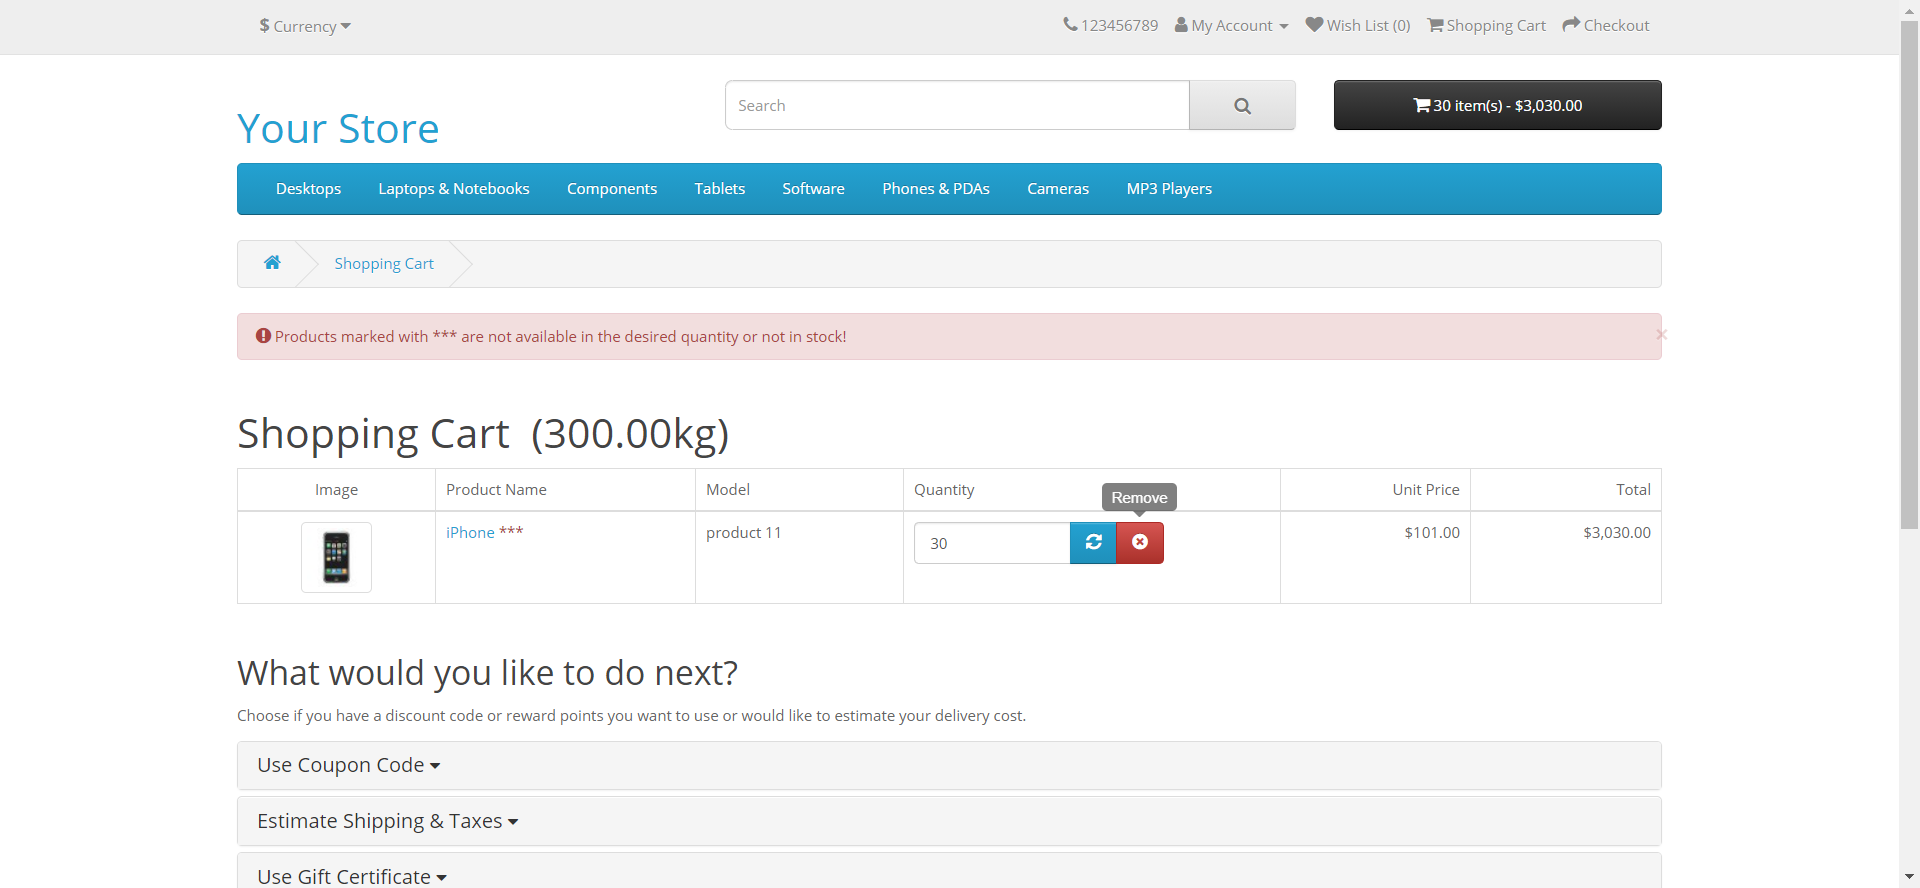 $ Currency
123456789 My Account Wish List (0) Shopping Cart Checkout
Your Store
Search
30 item(s) - $3,030.00
Desktops Laptops & Notebooks Components Tablets Software Phones & PDAs Cameras MP3 Players
Shopping Cart
Products marked with *** are not available in the desired quantity or not in stock!
×
Shopping Cart (300.00kg)
Image Product Name Model Quantity Unit Price Total
Remove
iPhone *** product 11 30 $101.00 $3,030.00
What would you like to do next?
Choose if you have a discount code or reward points you want to use or would like to estimate your delivery cost.
Use Coupon Code
Estimate Shipping & Taxes
Use Gift Certificate